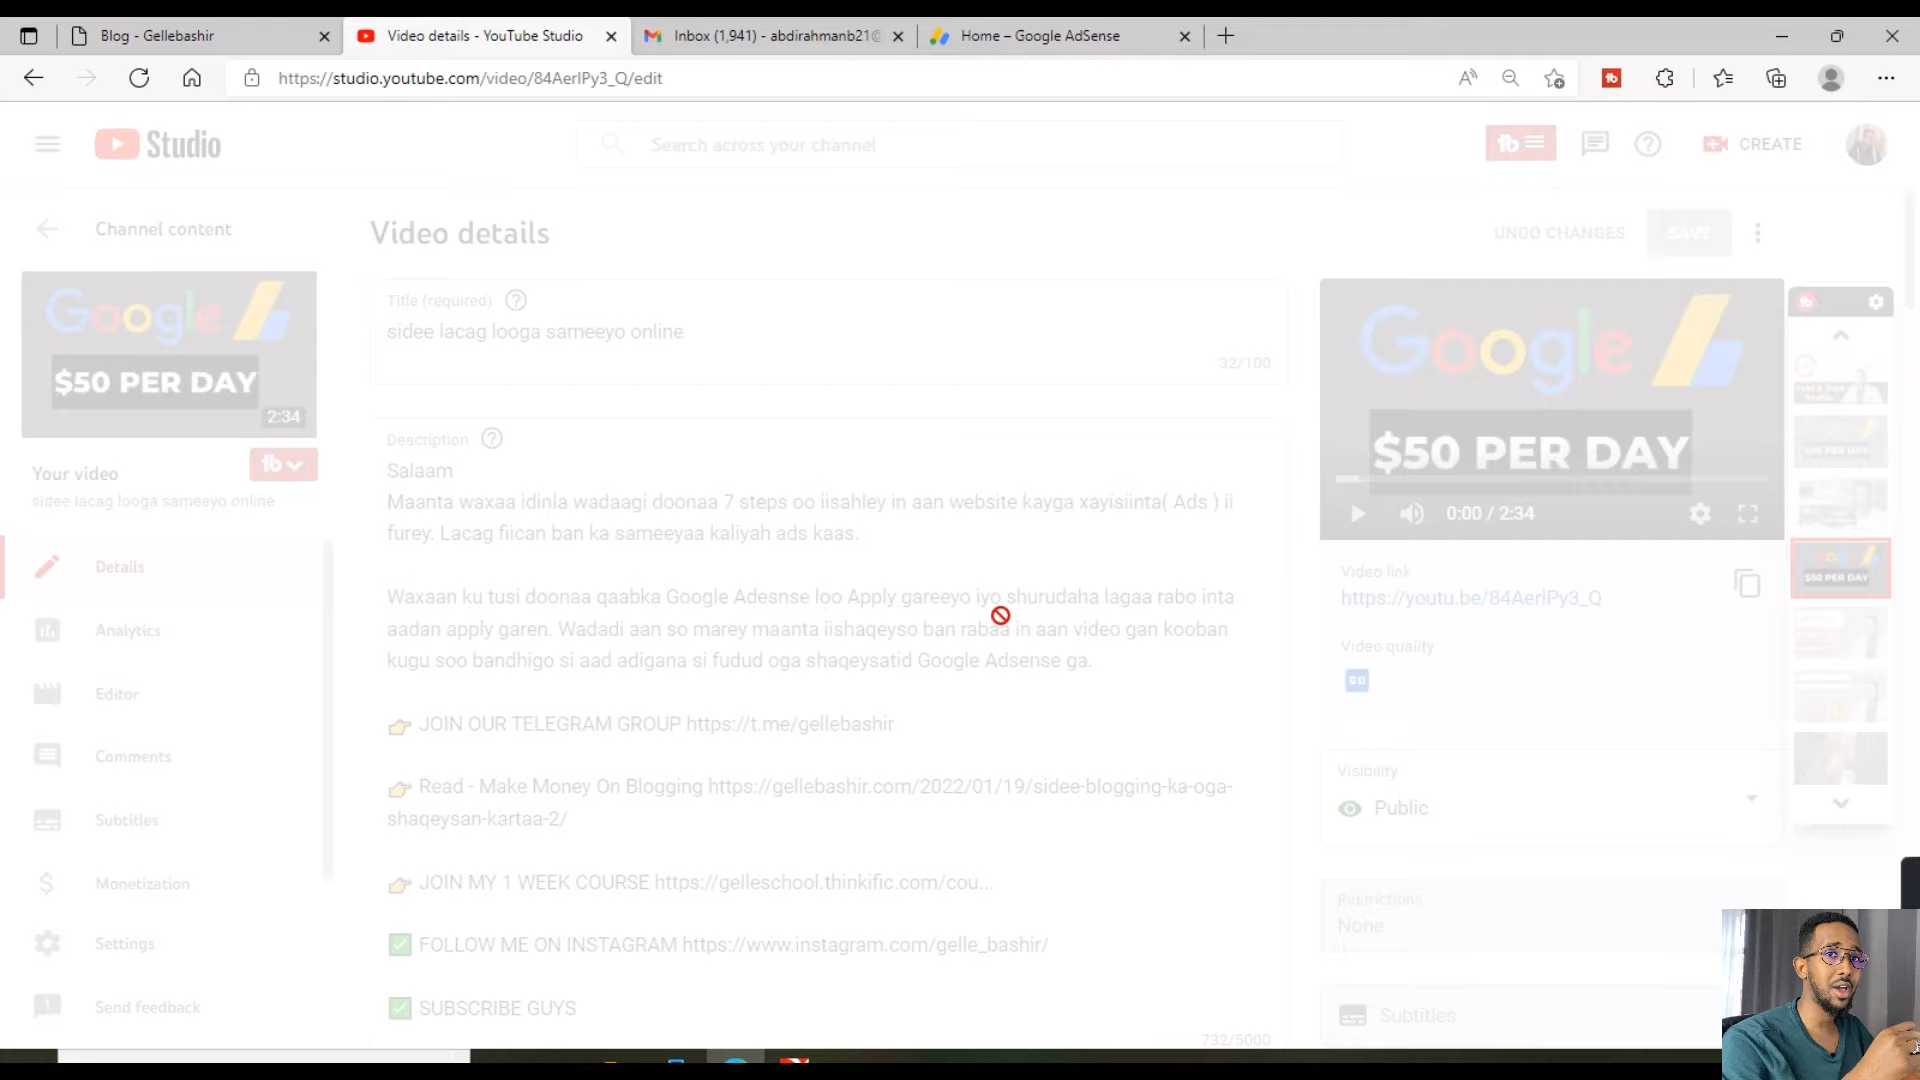 Blog - Gellebashir
Video details - YouTube Studio
Inbox (1,941) - abdirahmanb21@
Home – Google AdSense
https://studio.youtube.com/video/84AerlPy3_Q/edit
Studio
Search across your channel
CREATE
Channel content
Video details
UNDO CHANGES
SAVE
Google
$50 PER DAY
2:34
Your video
sidee lacag looga sameeyo online
Details
Analytics
Editor
Comments
Subtitles
Monetization
Settings
Send feedback
Title (required)
sidee lacag looga sameeyo online
32/100
Description
Salaam
Maanta waxaa idinla wadaagi doonaa 7 steps oo iisahley in aan website kayga xayisiinta( Ads ) ii
furey. Lacag fiican ban ka sameeyaa kaliyah ads kaas.
Waxaan ku tusi doonaa qaabka Google Adesnse loo Apply gareeyo iyo shurudaha lagaa rabo inta
aadan apply garen. Wadadi aan so marey maanta iishaqeyso ban rabaa in aan video gan kooban
kugu soo bandhigo si aad adigana si fudud oga shaqeysatid Google Adsense ga.
👉 JOIN OUR TELEGRAM GROUP https://t.me/gellebashir
👉 Read - Make Money On Blogging https://gellebashir.com/2022/01/19/sidee-blogging-ka-oga-
shaqeysan-kartaa-2/
👉 JOIN MY 1 WEEK COURSE https://gelleschool.thinkific.com/cou...
✅ FOLLOW ME ON INSTAGRAM https://www.instagram.com/gelle_bashir/
✅ SUBSCRIBE GUYS
732/5000
Google
$50 PER DAY
0:00 / 2:34
Video link
https://youtu.be/84AerlPy3_Q
Video quality
SD
Visibility
Public
Restrictions
None
Subtitles
$50 PER DAY